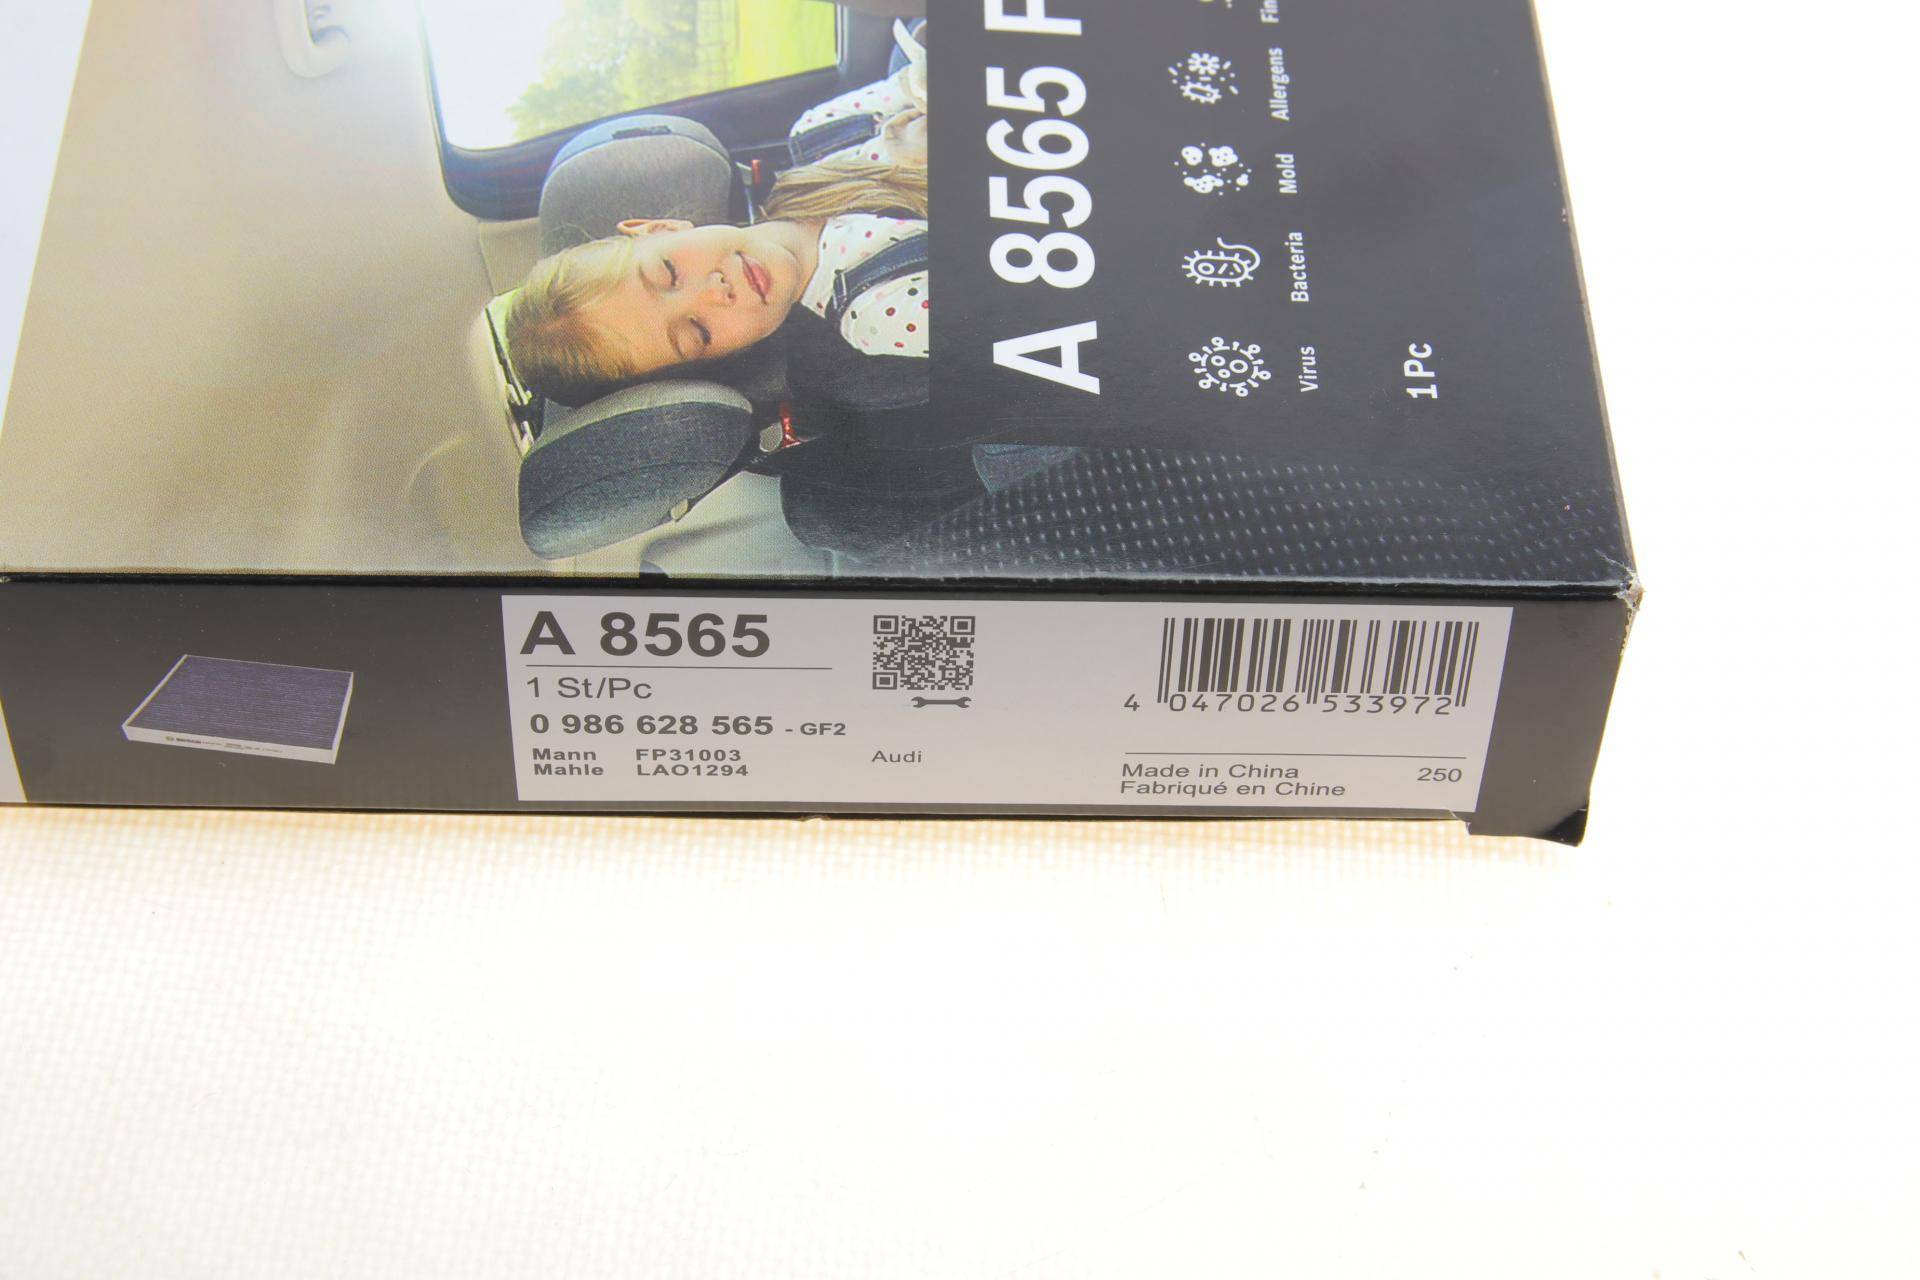 A 8565 F
Virus
Bacteria
Mold
Allergens
1 Pc
A 8565
1 St/Pc
0 986 628 565 - GF2
Mann FP31003
Mahle LAO1294
Audi
4 047026 533972
Made in China 250
Fabriqué en Chine
BOSCH